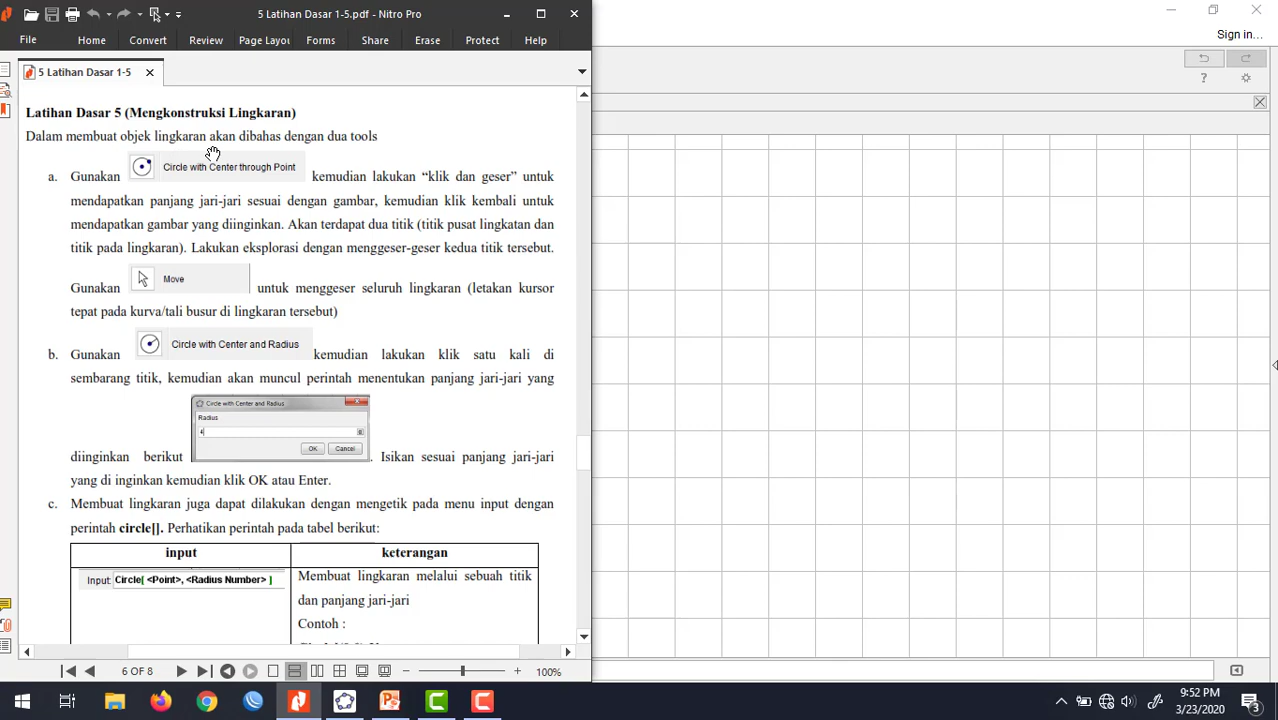 5 Latihan Dasar 1-5.pdf - Nitro Pro
File Home Convert Review Page Layou Forms Share Erase Protect Help
Sign in...
5 Latihan Dasar 1-5
Latihan Dasar 5 (Mengkonstruksi Lingkaran)
Dalam membuat objek lingkaran akan dibahas dengan dua tools
a. Gunakan Circle with Center through Point kemudian lakukan “klik dan geser” untuk
mendapatkan panjang jari-jari sesuai dengan gambar, kemudian klik kembali untuk
mendapatkan gambar yang diinginkan. Akan terdapat dua titik (titik pusat lingkatan dan
titik pada lingkaran). Lakukan eksplorasi dengan menggeser-geser kedua titik tersebut.
Gunakan Move untuk menggeser seluruh lingkaran (letakan kursor
tepat pada kurva/tali busur di lingkaran tersebut)
b. Gunakan Circle with Center and Radius kemudian lakukan klik satu kali di
sembarang titik, kemudian akan muncul perintah menentukan panjang jari-jari yang
Circle with Center and Radius
Radius
4
OK Cancel
diinginkan berikut . Isikan sesuai panjang jari-jari
yang di inginkan kemudian klik OK atau Enter.
c. Membuat lingkaran juga dapat dilakukan dengan mengetik pada menu input dengan
perintah circle[]. Perhatikan perintah pada tabel berikut:
input keterangan
Input: Circle[ <Point>, <Radius Number> ]
Membuat lingkaran melalui sebuah titik
dan panjang jari-jari
Contoh :
6 OF 8
100%
9:52 PM
3/23/2020
3